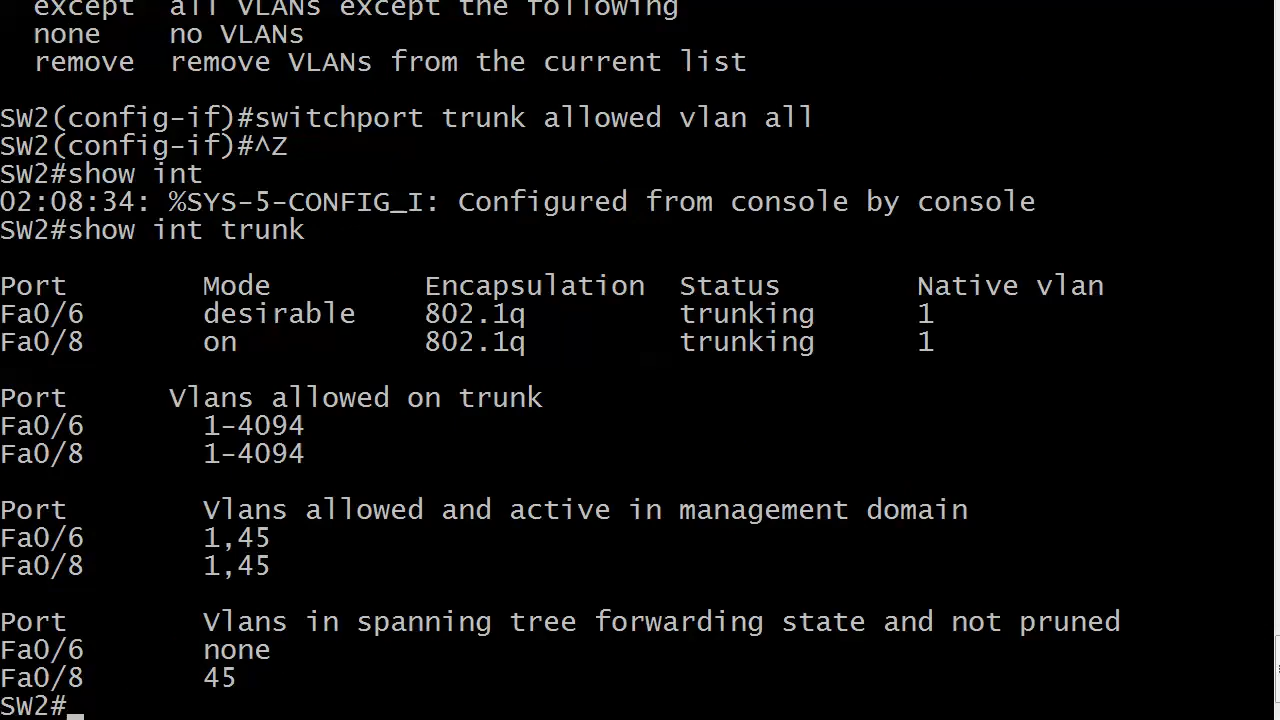 except all VLANs except the following
none no VLANs
remove remove VLANs from the current list
SW2(config-if)#switchport trunk allowed vlan all
SW2(config-if)#^Z
SW2#show int
02:08:34: %SYS-5-CONFIG_I: Configured from console by console
SW2#show int trunk
Port Mode Encapsulation Status Native vlan
Fa0/6 desirable 802.1q trunking 1
Fa0/8 on 802.1q trunking 1
Port Vlans allowed on trunk
Fa0/6 1-4094
Fa0/8 1-4094
Port Vlans allowed and active in management domain
Fa0/6 1,45
Fa0/8 1,45
Port Vlans in spanning tree forwarding state and not pruned
Fa0/6 none
Fa0/8 45
SW2#